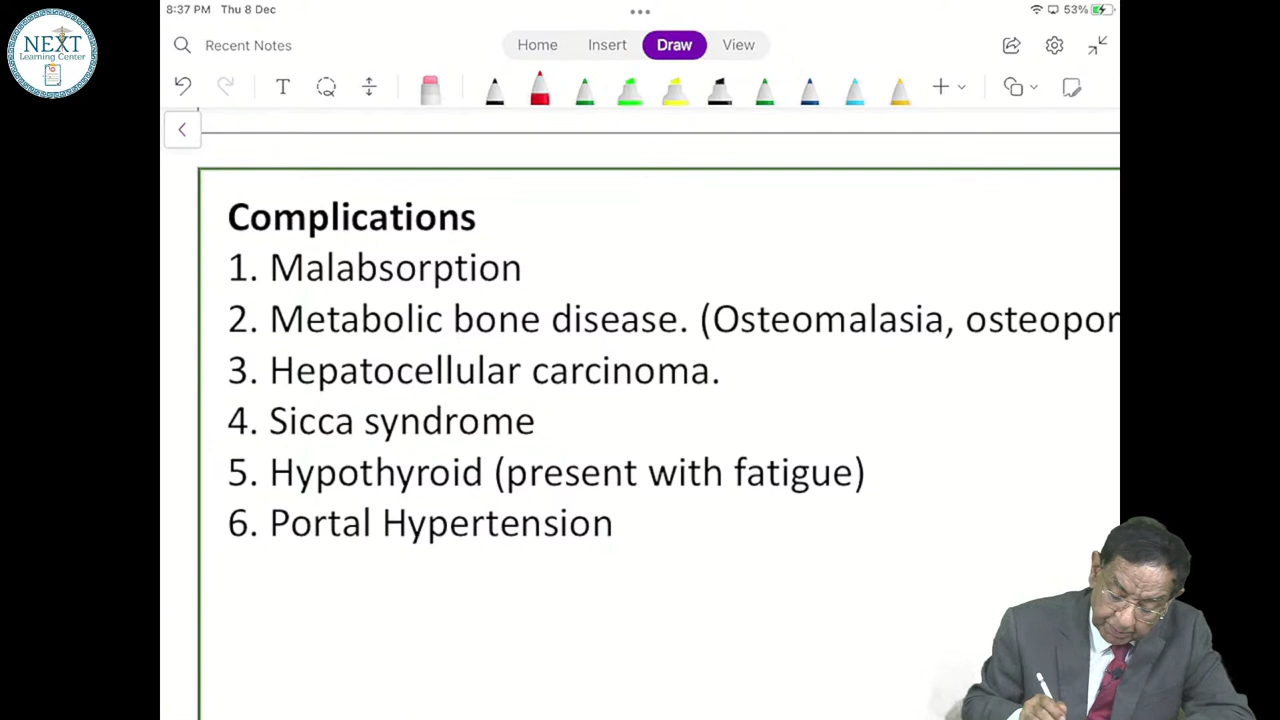 8:37 PM Thu 8 Dec
53%
NEXT
Learning Center
Recent Notes
Home Insert Draw View
T
Complications
1. Malabsorption
2. Metabolic bone disease. (Osteomalasia, osteopor
3. Hepatocellular carcinoma.
4. Sicca syndrome
5. Hypothyroid (present with fatigue)
6. Portal Hypertension